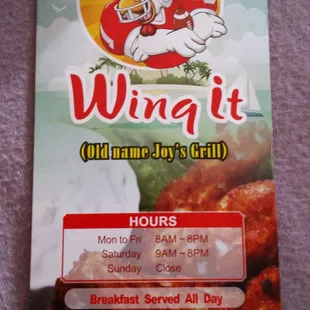 Wing it
(Old name Joy's Grill)
HOURS
Mon to Fri 8AM ~ 8PM
Saturday 9AM ~ 8PM
Sunday Close
Breakfast Served All Day